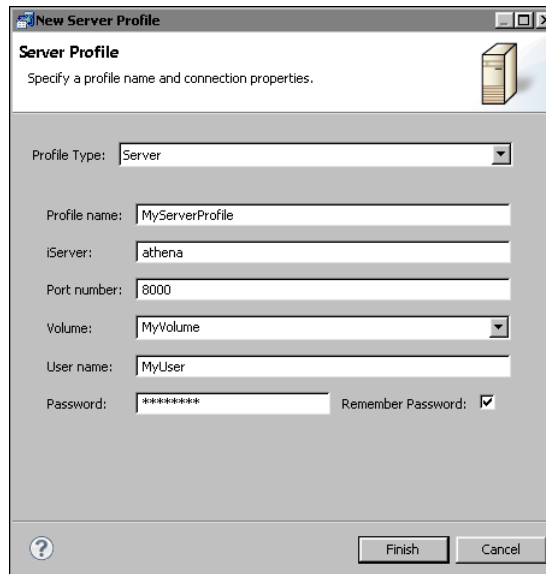 New Server Profile
Server Profile
Specify a profile name and connection properties.
Profile Type: Server
Profile name: MyServerProfile
iServer: athena
Port number: 8000
Volume: MyVolume
User name: MyUser
Password: ******** Remember Password:
? Finish Cancel